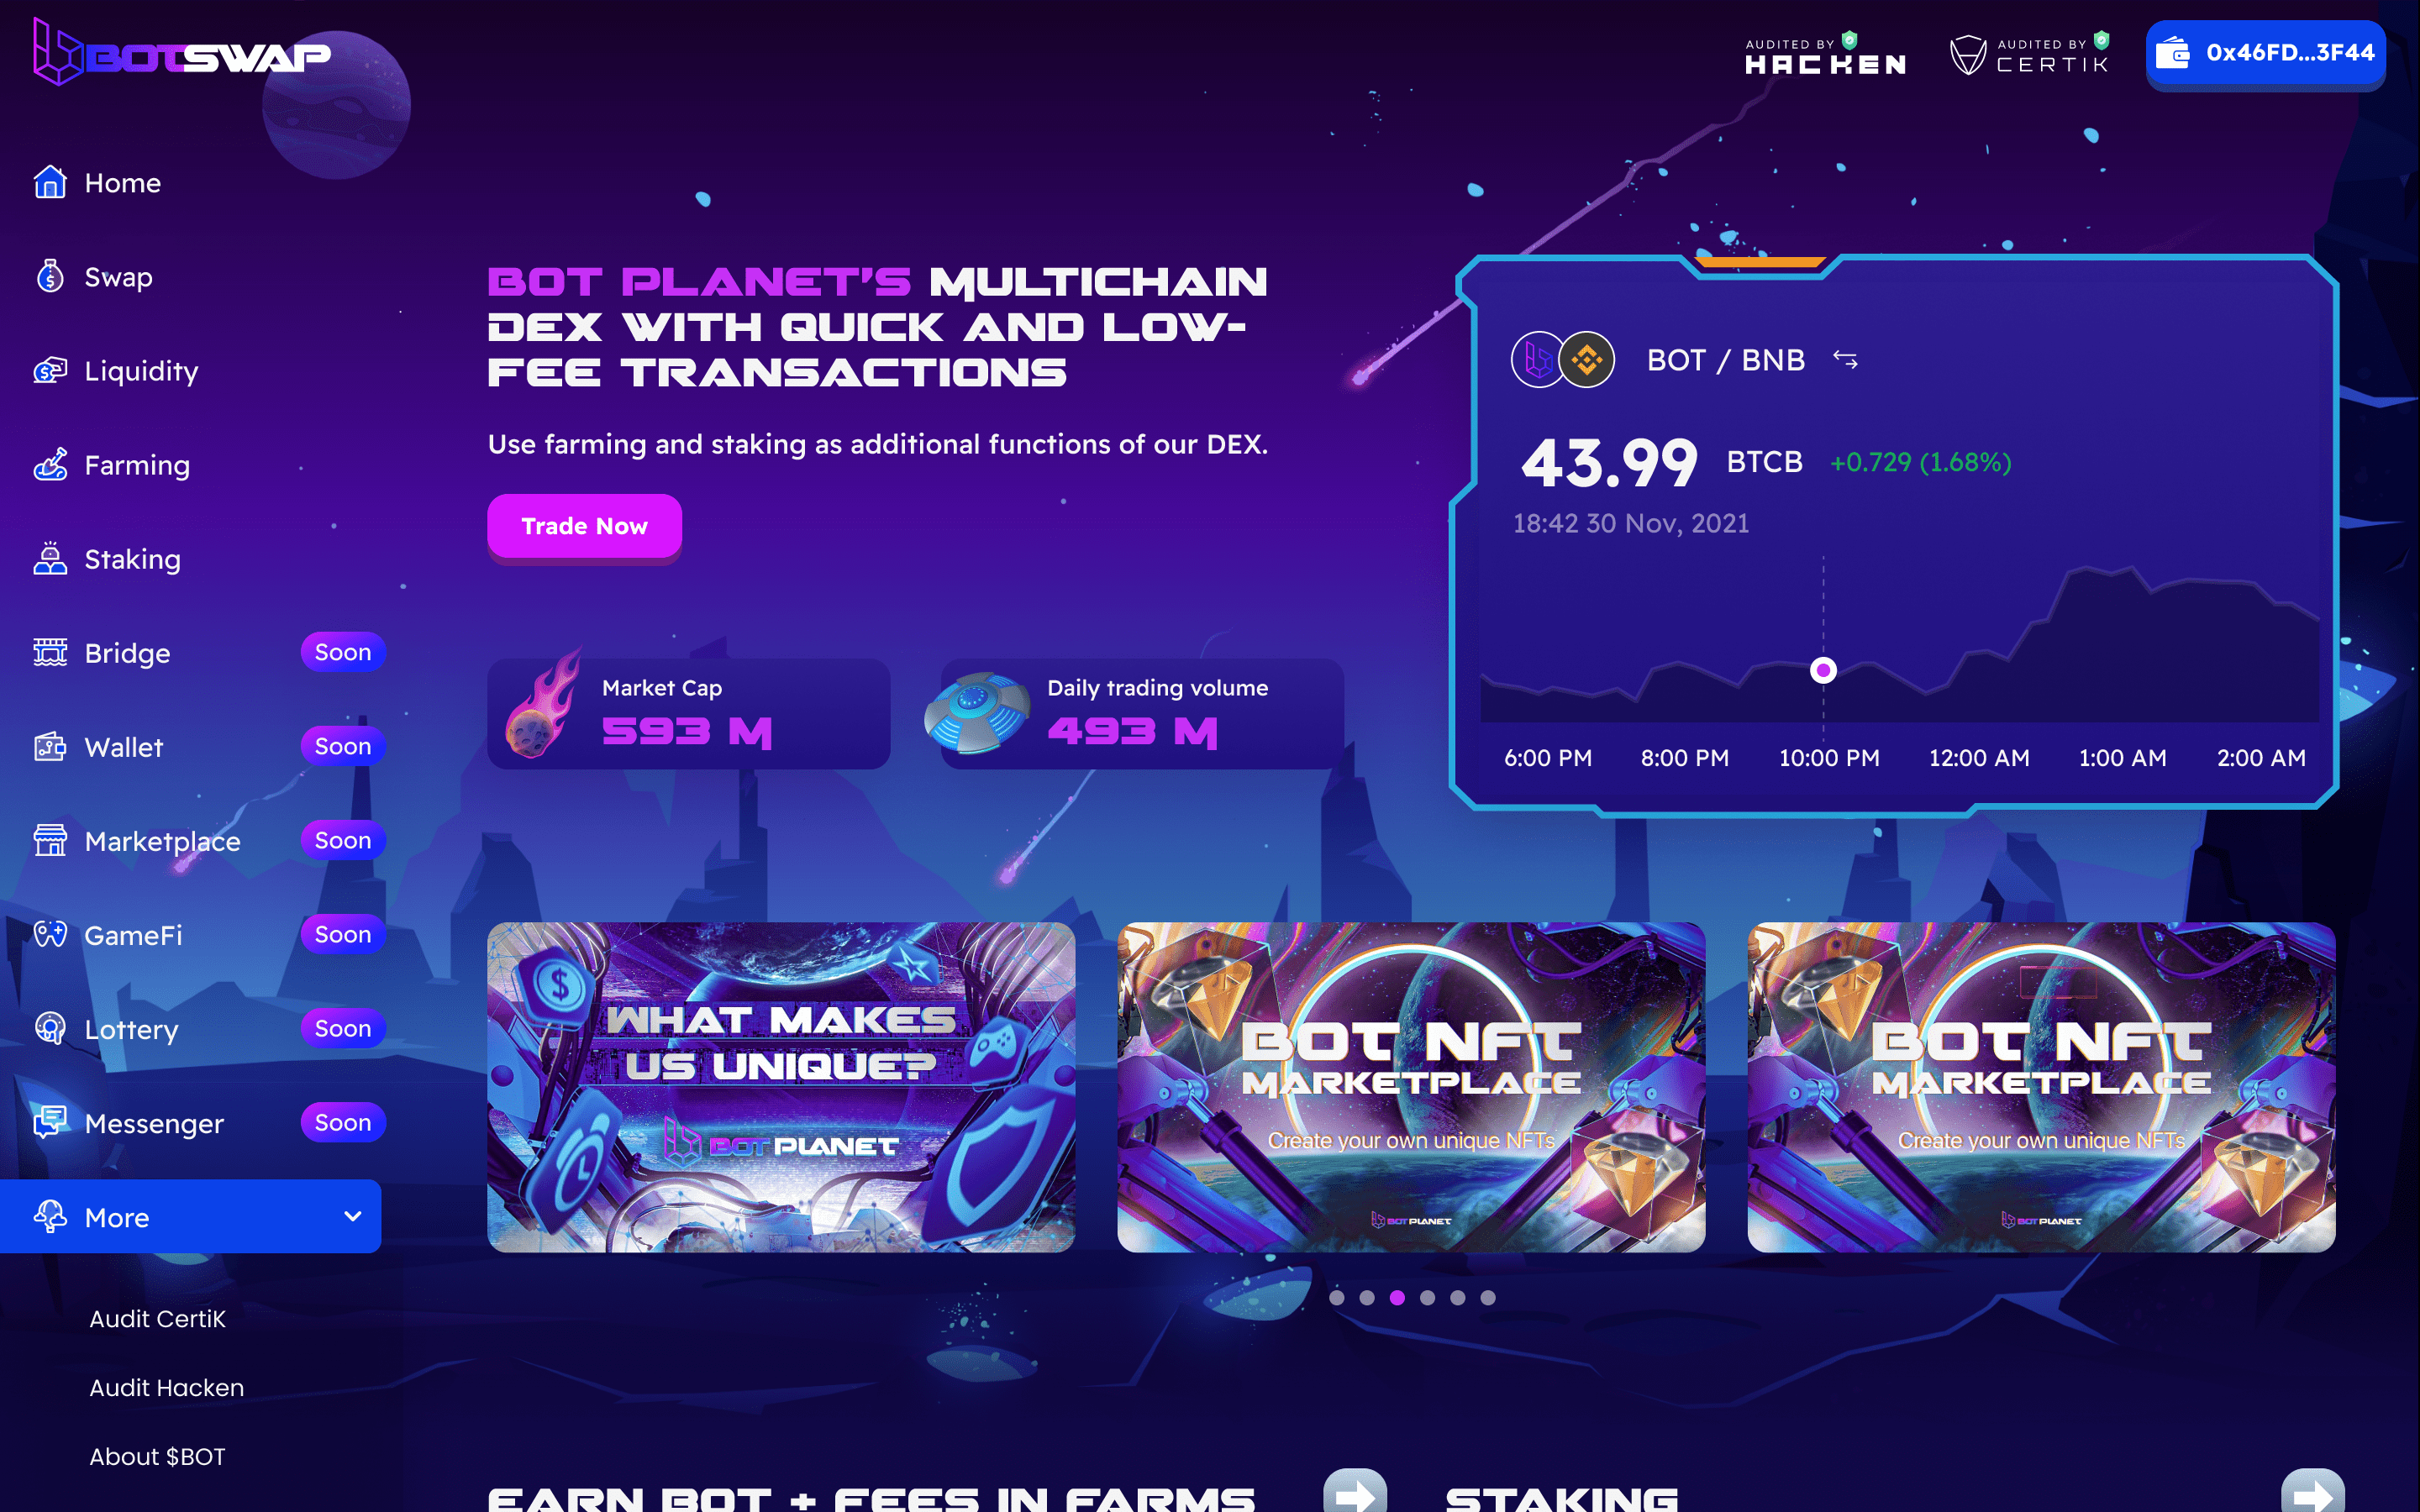 BOTSWAP
AUDITED BY
HACKEN
AUDITED BY
CERTIK
0x46FD...3F44
Home
Swap
Liquidity
Farming
Staking
Bridge Soon
Wallet Soon
Marketplace Soon
GameFi Soon
Lottery Soon
Messenger Soon
More
Audit CertiK
Audit Hacken
About $BOT
BOT PLANET'S MULTICHAIN
DEX WITH QUICK AND LOW-
FEE TRANSACTIONS
Use farming and staking as additional functions of our DEX.
Trade Now
Market Cap
593 M
Daily trading volume
493 M
BOT / BNB
43.99 BTCB +0.729 (1.68%)
18:42 30 Nov, 2021
6:00 PM 8:00 PM 10:00 PM 12:00 AM 1:00 AM 2:00 AM
WHAT MAKES
US UNIQUE?
BOT PLANET
BOT NFT
MARKETPLACE
Create your own unique NFTs
BOT PLANET
BOT NFT
MARKETPLACE
Create your own unique NFTs
BOT PLANET
EARN BOT + FEES IN FARMS
STAKING